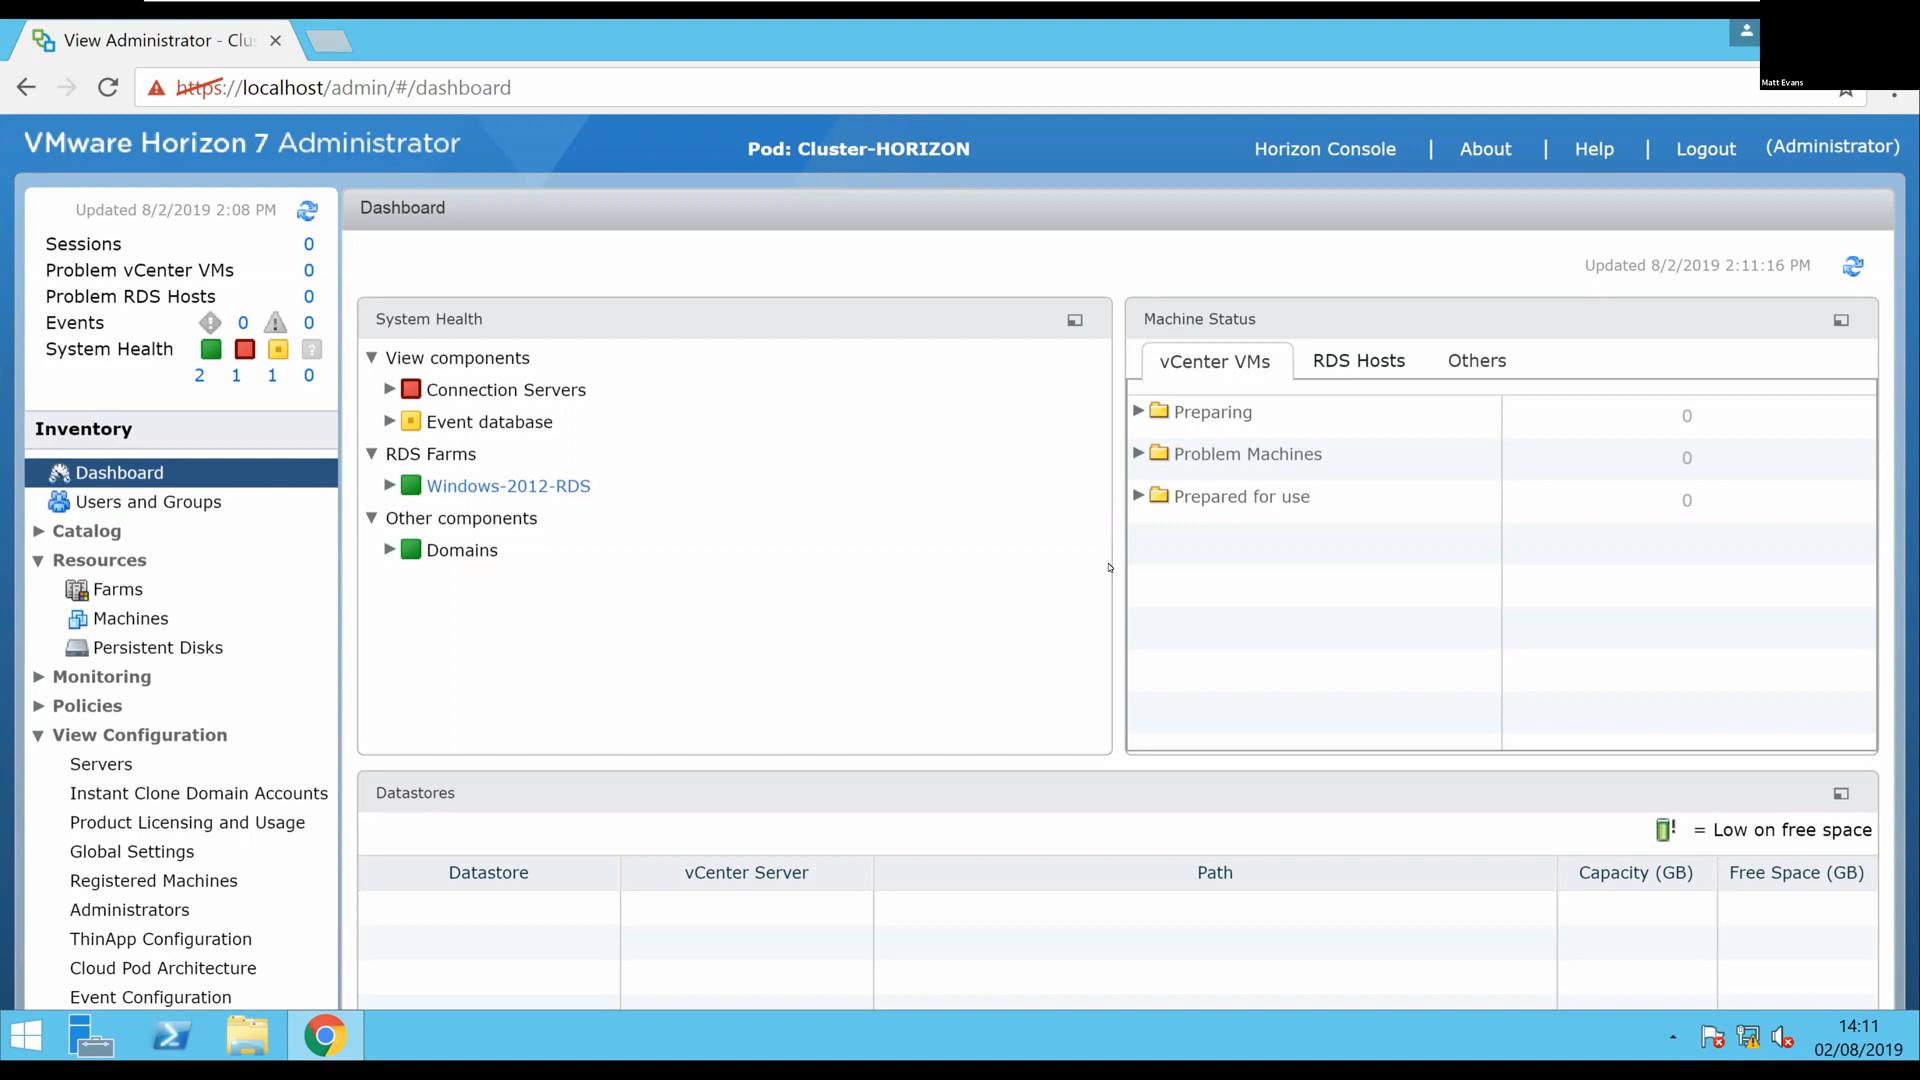 View Administrator - Clu
https://localhost/admin/#/dashboard
Matt Evans
VMware Horizon 7 Administrator
Pod: Cluster-HORIZON
Horizon Console | About | Help | Logout (Administrator)
Updated 8/2/2019 2:08 PM
Sessions 0
Problem vCenter VMs 0
Problem RDS Hosts 0
Events 0 0
System Health
2 1 1 0
Inventory
Dashboard
Users and Groups
Catalog
Resources
Farms
Machines
Persistent Disks
Monitoring
Policies
View Configuration
Servers
Instant Clone Domain Accounts
Product Licensing and Usage
Global Settings
Registered Machines
Administrators
ThinApp Configuration
Cloud Pod Architecture
Event Configuration
Dashboard
Updated 8/2/2019 2:11:16 PM
System Health
View components
Connection Servers
Event database
RDS Farms
Windows-2012-RDS
Other components
Domains
Machine Status
vCenter VMs RDS Hosts Others
Preparing 0
Problem Machines 0
Prepared for use 0
Datastores
! = Low on free space
Datastore vCenter Server Path Capacity (GB) Free Space (GB)
14:11
02/08/2019